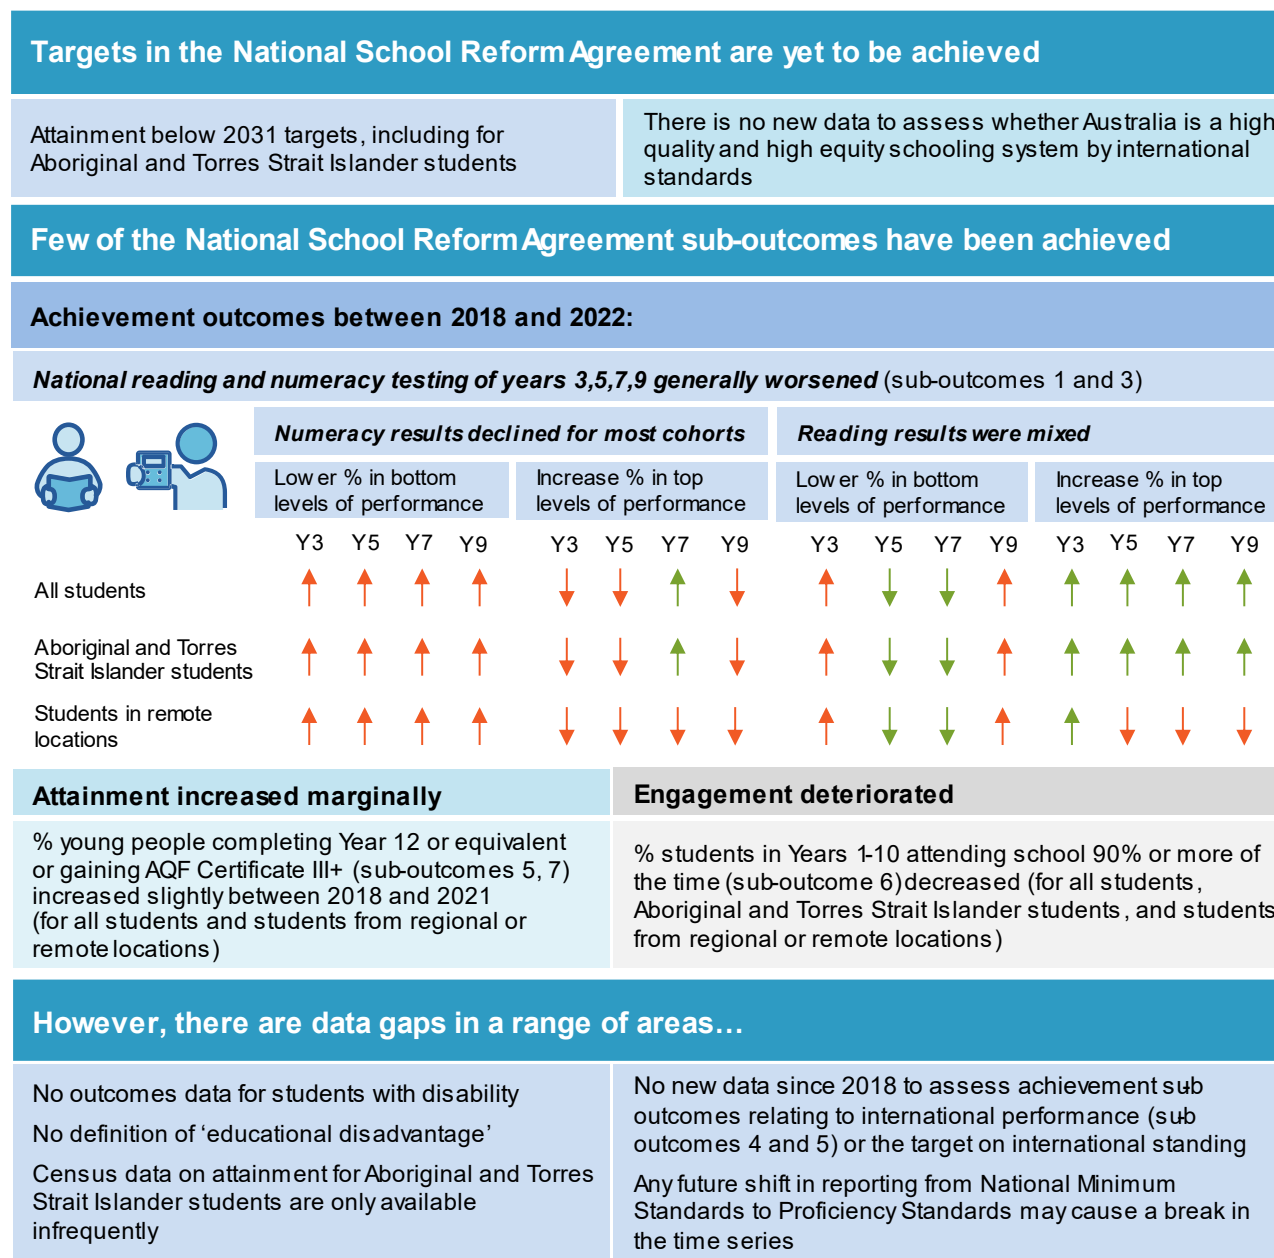 Targets in the National School Reform Agreement are yet to be achieved
Attainment below 2031 targets, including for
Aboriginal and Torres Strait Islander students
There is no new data to assess whether Australia is a high
quality and high equity schooling system by international
standards
Few of the National School Reform Agreement sub-outcomes have been achieved
Achievement outcomes between 2018 and 2022:
National reading and numeracy testing of years 3,5,7,9 generally worsened (sub-outcomes 1 and 3)
Numeracy results declined for most cohorts
Reading results were mixed
Lower % in bottom
levels of performance
Increase % in top
levels of performance
Lower % in bottom
levels of performance
Increase % in top
levels of performance
Y3 Y5 Y7 Y9 Y3 Y5 Y7 Y9 Y3 Y5 Y7 Y9 Y3 Y5 Y7 Y9
All students
Aboriginal and Torres
Strait Islander students
Students in remote
locations
Attainment increased marginally
% young people completing Year 12 or equivalent
or gaining AQF Certificate III+ (sub-outcomes 5, 7)
increased slightly between 2018 and 2021
(for all students and students from regional or
remote locations)
Engagement deteriorated
% students in Years 1-10 attending school 90% or more of
the time (sub-outcome 6) decreased (for all students,
Aboriginal and Torres Strait Islander students, and students
from regional or remote locations)
However, there are data gaps in a range of areas…
No outcomes data for students with disability
No definition of ‘educational disadvantage’
Census data on attainment for Aboriginal and Torres
Strait Islander students are only available
infrequently
No new data since 2018 to assess achievement sub-
outcomes relating to international performance (sub-
outcomes 4 and 5) or the target on international standing
Any future shift in reporting from National Minimum
Standards to Proficiency Standards may cause a break in
the time series